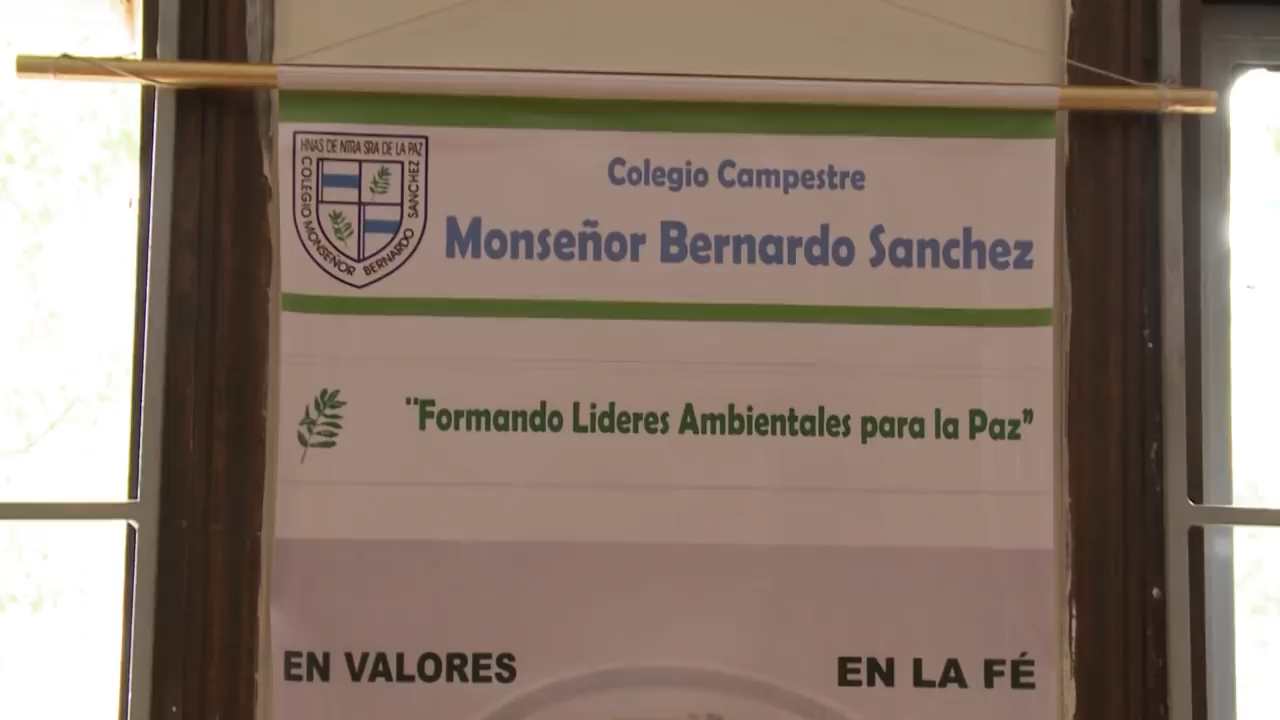 HNAS DE NTRA SRA DE LA PAZ
COLEGIO MONSEÑOR BERNARDO SANCHEZ
Colegio Campestre
Monseñor Bernardo Sanchez
¨Formando Lideres Ambientales para la Paz”
EN VALORES
EN LA FÉ